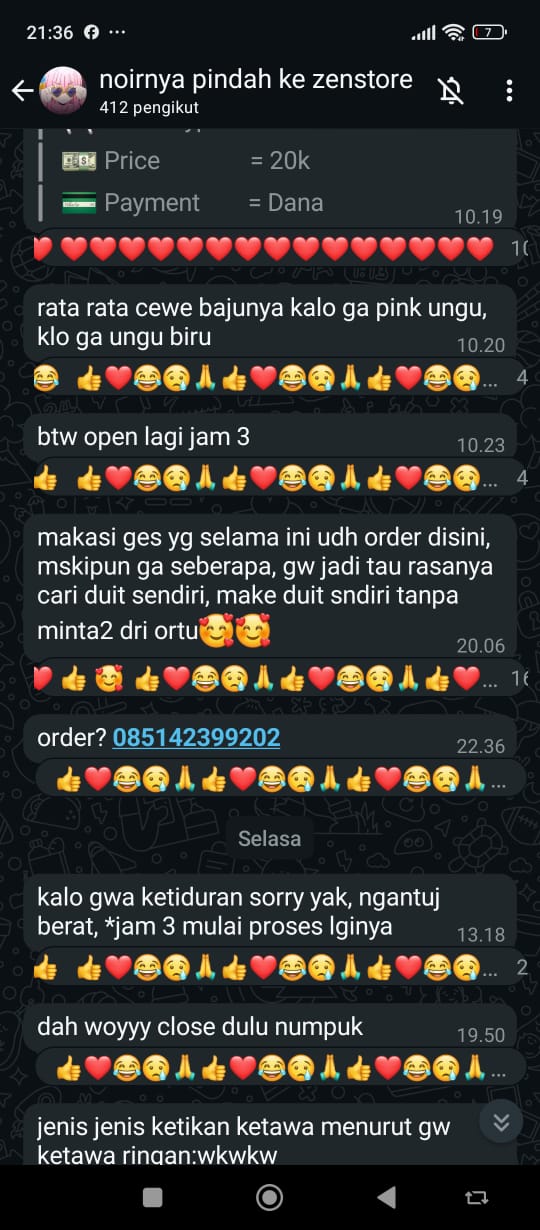 21:36
7
noirnya pindah ke zenstore
412 pengikut
Price = 20k
Payment = Dana
10.19
rata rata cewe bajunya kalo ga pink ungu,
klo ga ungu biru
10.20
4
btw open lagi jam 3
10.23
4
makasi ges yg selama ini udh order disini,
mskipun ga seberapa, gw jadi tau rasanya
cari duit sendiri, make duit sndiri tanpa
minta2 dri ortu🥰🥰
20.06
order? 085142399202
22.36
Selasa
kalo gwa ketiduran sorry yak, ngantuj
berat, *jam 3 mulai proses lginya
13.18
2
dah woyyy close dulu numpuk
19.50
jenis jenis ketikan ketawa menurut gw
ketawa ringan:wkwkw